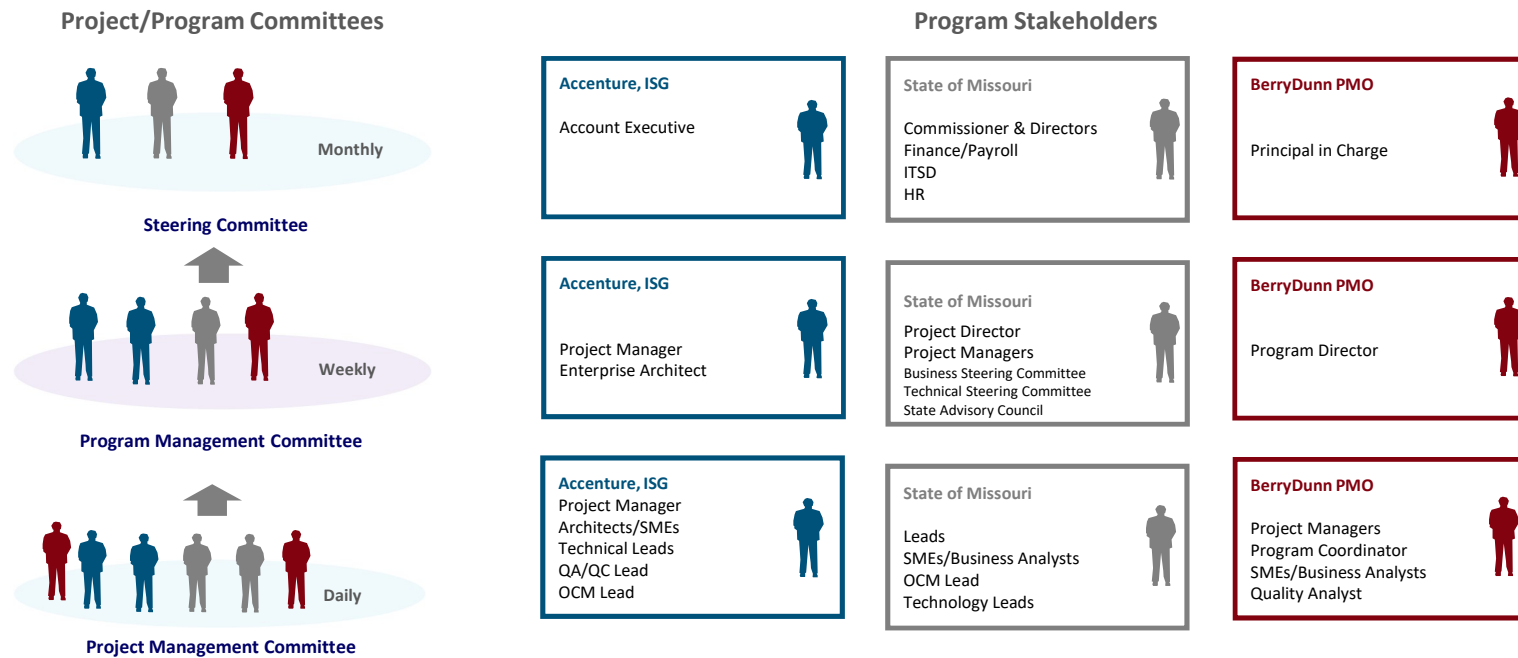 Project/Program Committees
Program Stakeholders
Monthly
Steering Committee
Accenture, ISG
Account Executive
State of Missouri
Commissioner & Directors
Finance/Payroll
ITSD
HR
BerryDunn PMO
Principal in Charge
Weekly
Program Management Committee
Accenture, ISG
Project Manager
Enterprise Architect
State of Missouri
Project Director
Project Managers
Business Steering Committee
Technical Steering Committee
State Advisory Council
BerryDunn PMO
Program Director
Daily
Project Management Committee
Accenture, ISG
Project Manager
Architects/SMEs
Technical Leads
QA/QC Lead
OCM Lead
State of Missouri
Leads
SMEs/Business Analysts
OCM Lead
Technology Leads
BerryDunn PMO
Project Managers
Program Coordinator
SMEs/Business Analysts
Quality Analyst